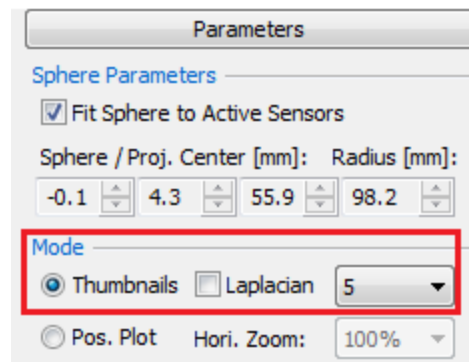 Parameters
Sphere Parameters
Fit Sphere to Active Sensors
Sphere / Proj. Center [mm]: Radius [mm]:
-0.1 4.3 55.9 98.2
Mode
Thumbnails Laplacian 5
Pos. Plot Hori. Zoom: 100%